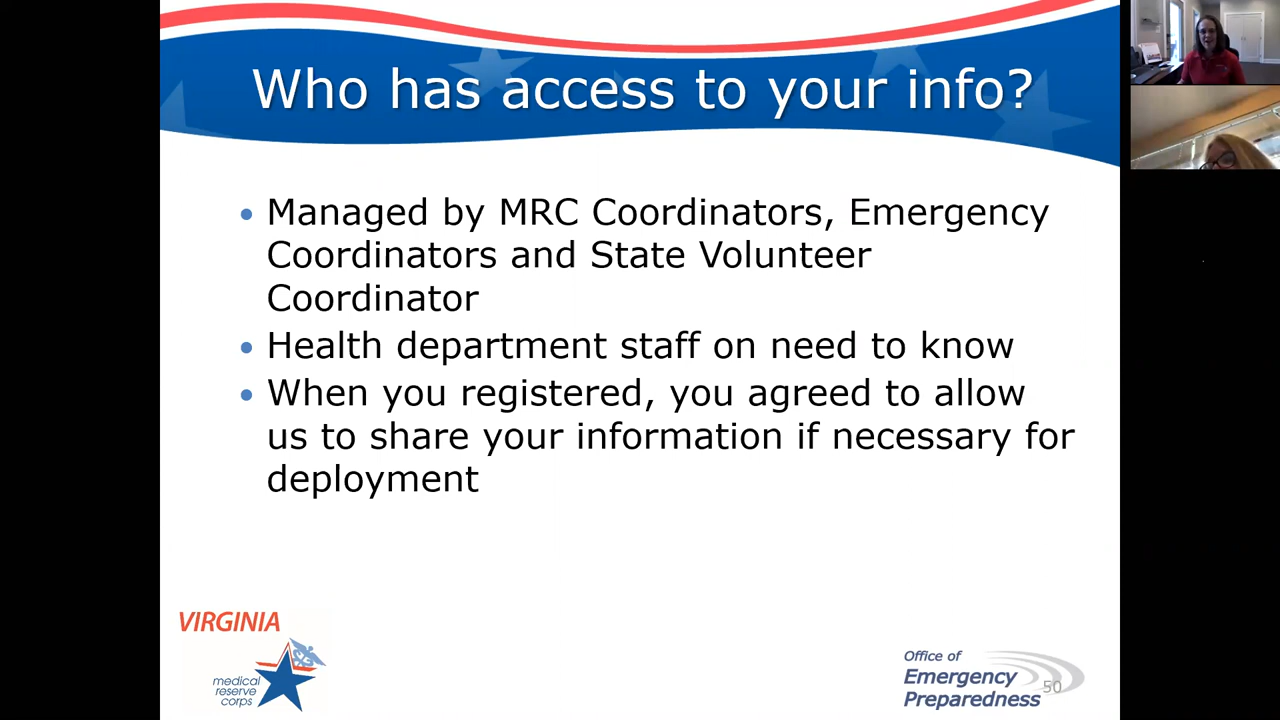 Who has access to your info?
Managed by MRC Coordinators, Emergency
Coordinators and State Volunteer
Coordinator
Health department staff on need to know
When you registered, you agreed to allow
us to share your information if necessary for
deployment
VIRGINIA
medical
reserve
corps
Office of
Emergency
Preparedness
50